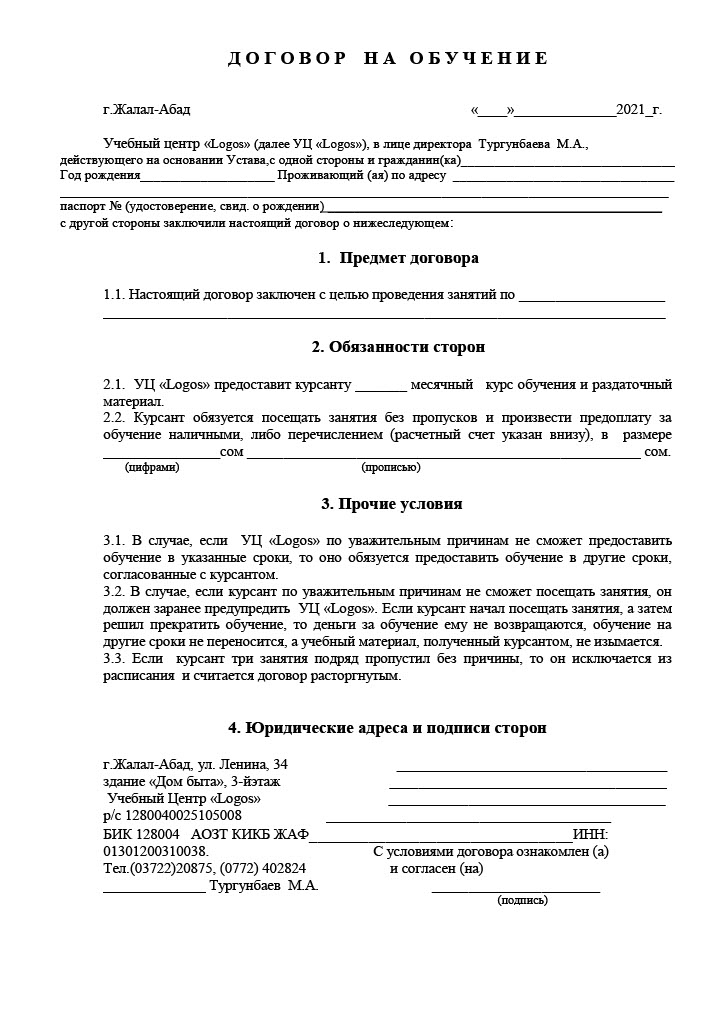 Д О Г О В О Р   Н А   О Б У Ч Е Н И Е
г.Жалал-Абад «____»______________2021_г.
Учебный центр «Logos» (далее УЦ «Logos»), в лице директора Тургунбаева М.А.,
действующего на основании Устава,с одной стороны и гражданин(ка)________________________________
Год рождения____________________ Проживающий (ая) по адресу _________________________________
___________________________________________________________________________________________
паспорт № (удостоверение, свид. о рождении)__________________________________________________
с другой стороны заключили настоящий договор о нижеследующем:
1. Предмет договора
1.1. Настоящий договор заключен с целью проведения занятий по ____________________
_____________________________________________________________________________
2. Обязанности сторон
2.1. УЦ «Logos» предоставит курсанту _______ месячный курс обучения и раздаточный
материал.
2.2. Курсант обязуется посещать занятия без пропусков и произвести предоплату за
обучение наличными, либо перечислением (расчетный счет указан внизу), в размере
________________сом ______________________________________________________ сом.
(цифрами) (прописью)
3. Прочие условия
3.1. В случае, если УЦ «Logos» по уважительным причинам не сможет предоставить
обучение в указанные сроки, то оно обязуется предоставить обучение в другие сроки,
согласованные с курсантом.
3.2. В случае, если курсант по уважительным причинам не сможет посещать занятия, он
должен заранее предупредить УЦ «Logos». Если курсант начал посещать занятия, а затем
решил прекратить обучение, то деньги за обучение ему не возвращаются, обучение на
другие сроки не переносится, а учебный материал, полученный курсантом, не изымается.
3.3. Если курсант три занятия подряд пропустил без причины, то он исключается из
расписания и считается договор расторгнутым.
4. Юридические адреса и подписи сторон
г.Жалал-Абад, ул. Ленина, 34 _____________________________________
здание «Дом быта», 3-йэтаж ______________________________________
Учебный Центр «Logos» ______________________________________
р/с 1280040025105008 _______________________________________
БИК 128004 АОЗТ КИКБ ЖАФ____________________________________ИНН:
01301200310038. С условиями договора ознакомлен (а)
Тел.(03722)20875, (0772) 402824 и согласен (на)
______________ Тургунбаев М.А. _______________________
(подпись)